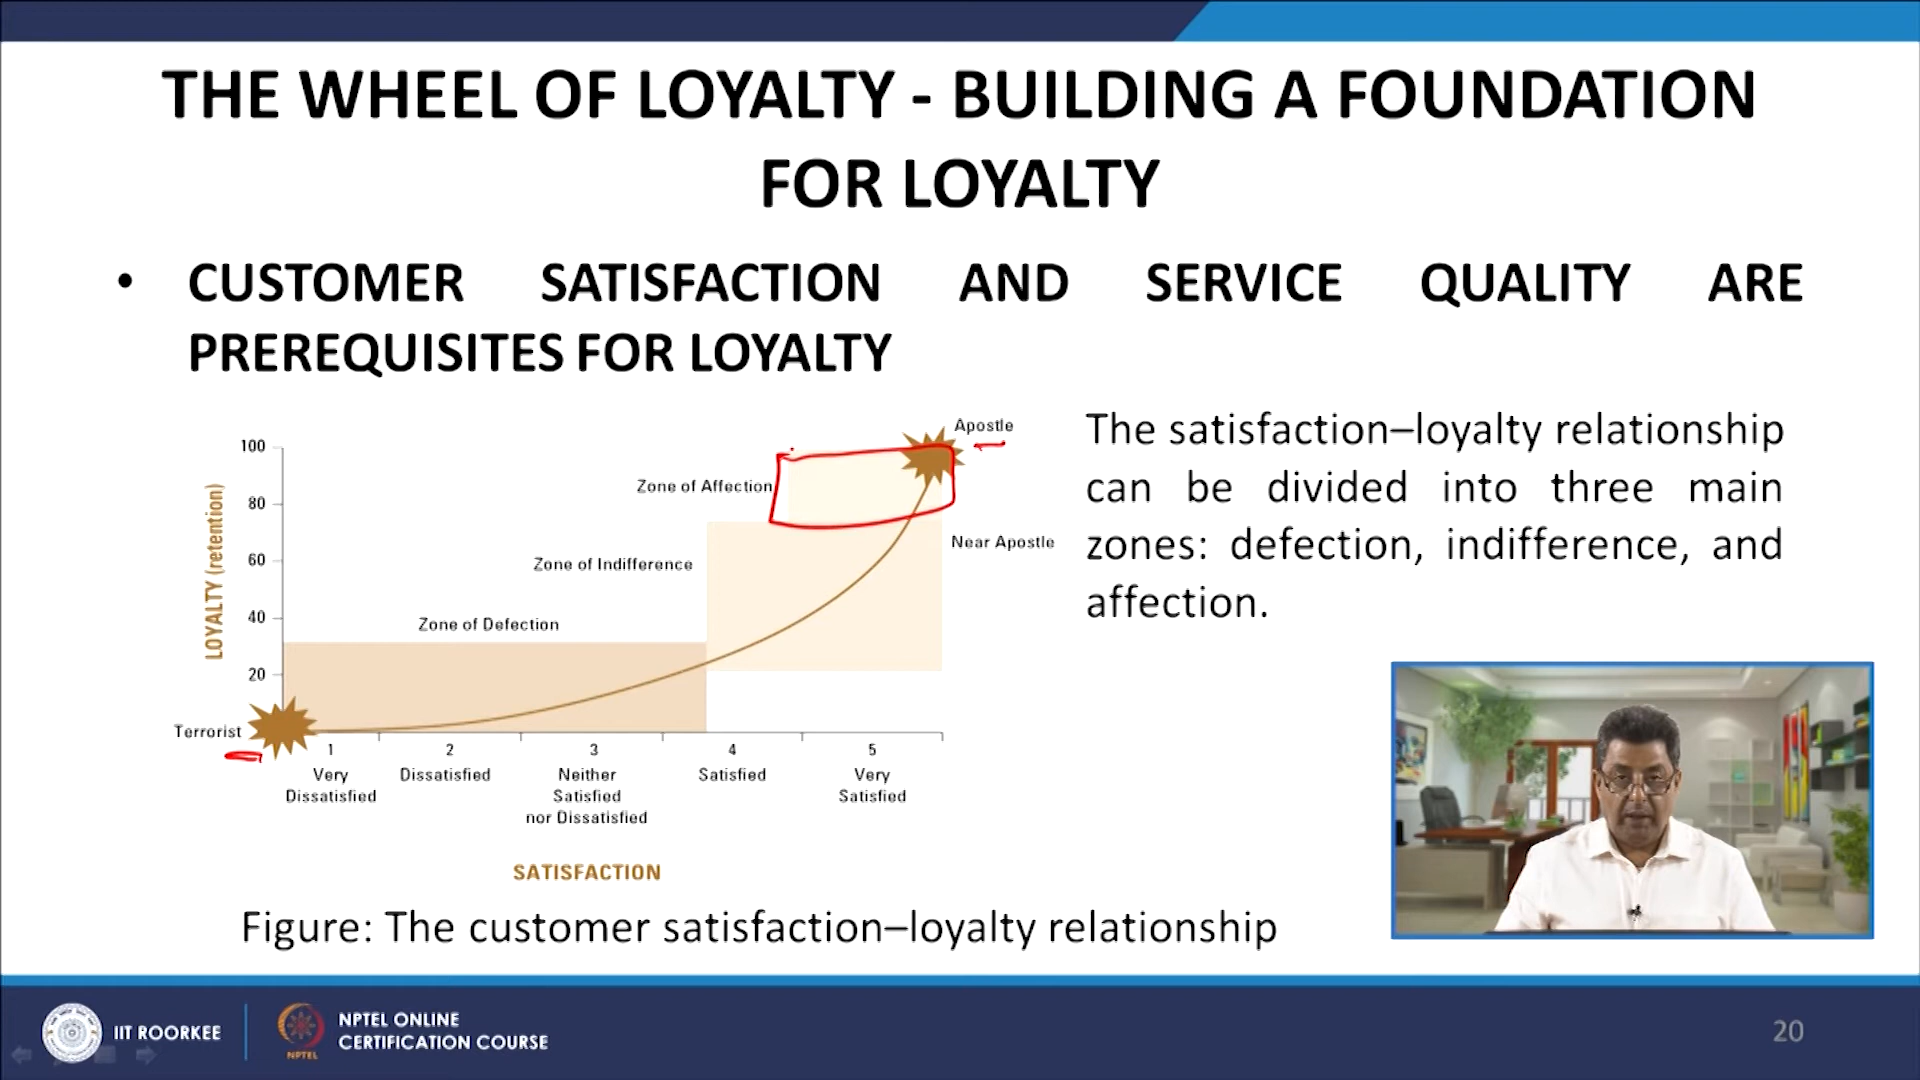 THE WHEEL OF LOYALTY - BUILDING A FOUNDATION
FOR LOYALTY
• CUSTOMER SATISFACTION AND SERVICE QUALITY ARE
PREREQUISITES FOR LOYALTY
The satisfaction–loyalty relationship
can be divided into three main
zones: defection, indifference, and
affection.
LOYALTY (retention)
100
80
60
40
20
Apostle
Zone of Affection
Near Apostle
Zone of Indifference
Zone of Defection
Terrorist
1 2 3 4 5
Very Dissatisfied Neither Satisfied Very
Dissatisfied Satisfied Satisfied
nor Dissatisfied
SATISFACTION
Figure: The customer satisfaction–loyalty relationship
IIT ROORKEE
NPTEL
NPTEL ONLINE
CERTIFICATION COURSE
20